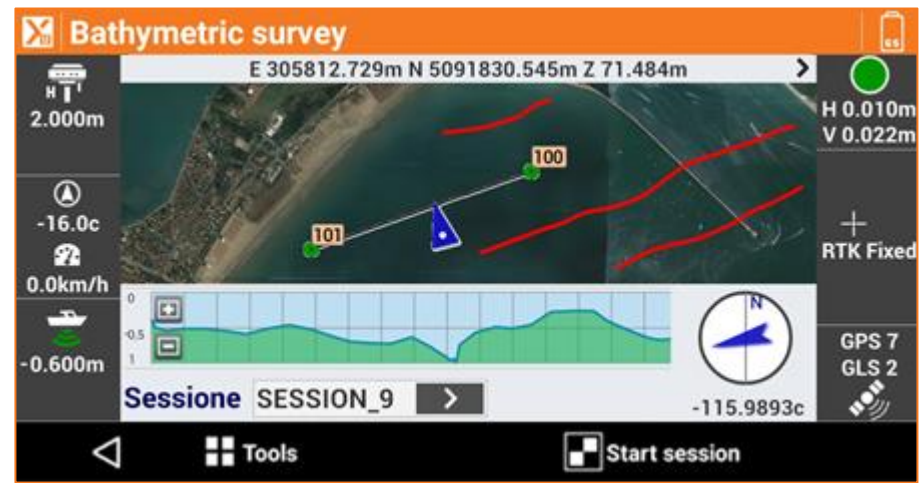 Bathymetric survey
65
E 305812.729m N 5091830.545m Z 71.484m
H I
2.000m
-16.0c
0.0km/h
-0.600m
100
101
H 0.010m
V 0.022m
RTK Fixed
GPS 7
GLS 2
0
-0.5
1
N
-115.9893c
Sessione SESSION_9
Tools
Start session